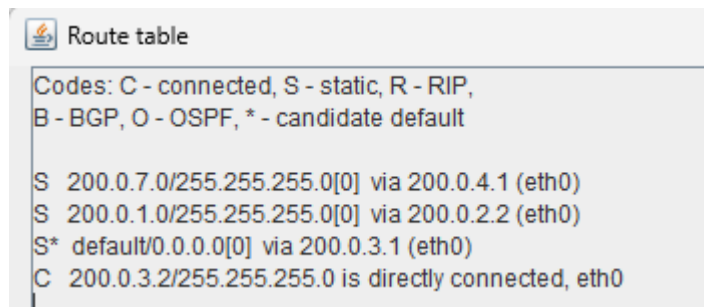 Route table
Codes: C - connected, S - static, R - RIP,
B - BGP, O - OSPF, * - candidate default
S 200.0.7.0/255.255.255.0[0] via 200.0.4.1 (eth0)
S 200.0.1.0/255.255.255.0[0] via 200.0.2.2 (eth0)
S* default/0.0.0.0[0] via 200.0.3.1 (eth0)
C 200.0.3.2/255.255.255.0 is directly connected, eth0